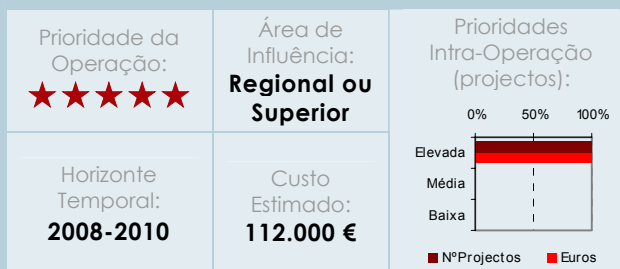 Prioridade da
Operação:
Área de
Influência:
Regional ou
Superior
Horizonte
Temporal:
2008-2010
Custo
Estimado:
112.000 €
Prioridades
Intra-Operação
(projectos):
0% 50% 100%
Elevada
Média
Baixa
NºProjectos Euros